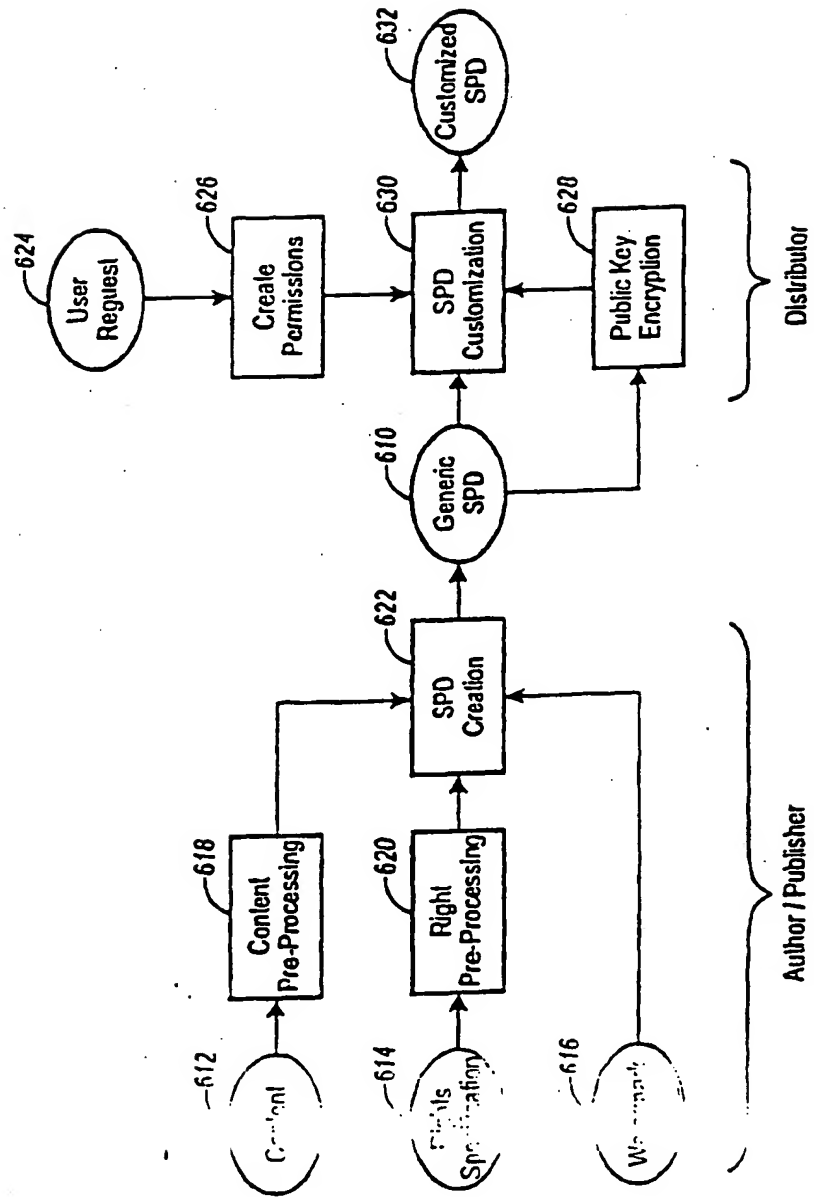 624
User
Reguest
626
Create
Permissions
632
Customized
SPD
630
SPD
Customization
628
Public Key
Encryption
610
Generic
SPD
622
SPD
Creation
618
Content
Pre-Processing
620
Right
Pre-Processing
612
614
616
Author / Publisher
Distributor